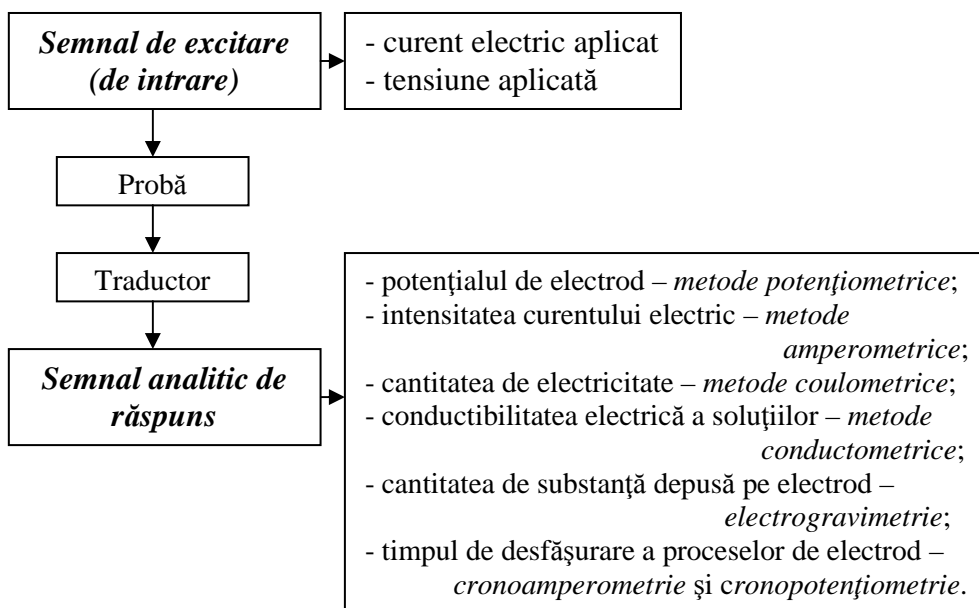 Semnal de excitare
(de intrare)
- curent electric aplicat
- tensiune aplicată
Probă
Traductor
Semnal analitic de
răspuns
- potenţialul de electrod – metode potenţiometrice;
- intensitatea curentului electric – metode
amperometrice;
- cantitatea de electricitate – metode coulometrice;
- conductibilitatea electrică a soluţiilor – metode
conductometrice;
- cantitatea de substanţă depusă pe electrod –
electrogravimetrie;
- timpul de desfăşurare a proceselor de electrod –
cronoamperometrie şi cronopotenţiometrie.